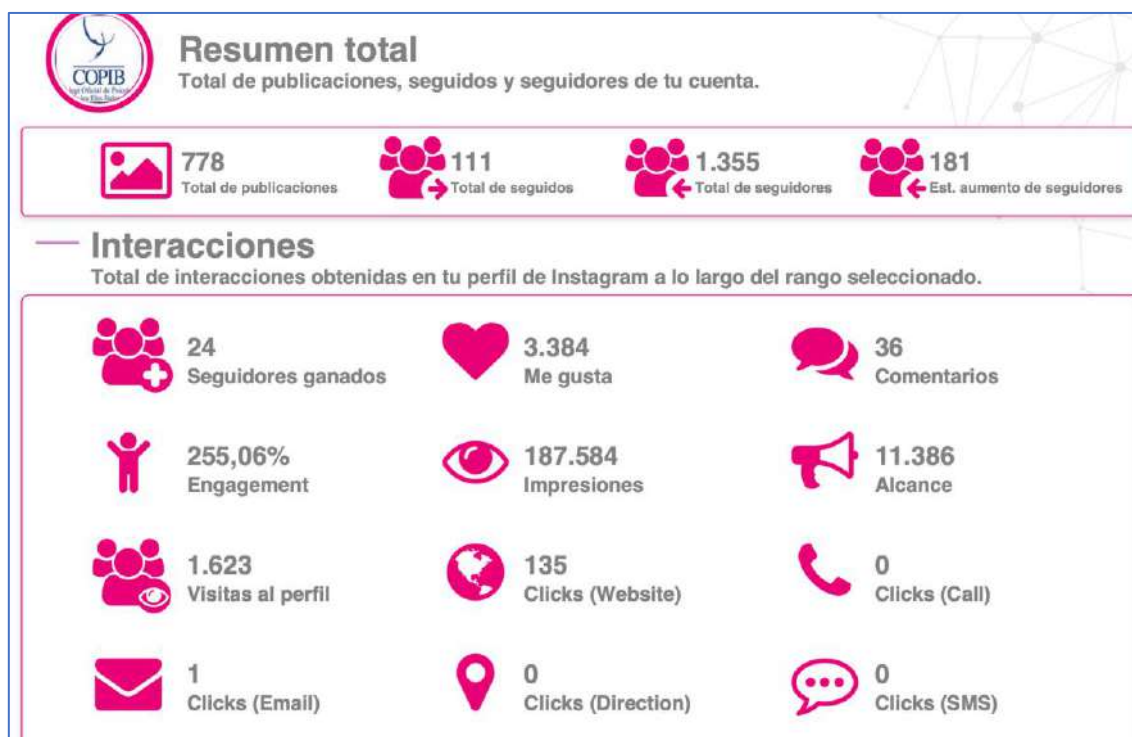 COPIB
Resumen total
Total de publicaciones, seguidos y seguidores de tu cuenta.
778
Total de publicaciones
111
Total de seguidos
1.355
Total de seguidores
181
Est. aumento de seguidores
Interacciones
Total de interacciones obtenidas en tu perfil de Instagram a lo largo del rango seleccionado.
24
Seguidores ganados
3.384
Me gusta
36
Comentarios
255,06%
Engagement
187.584
Impresiones
11.386
Alcance
1.623
Visitas al perfil
135
Clicks (Website)
0
Clicks (Call)
1
Clicks (Email)
0
Clicks (Direction)
0
Clicks (SMS)